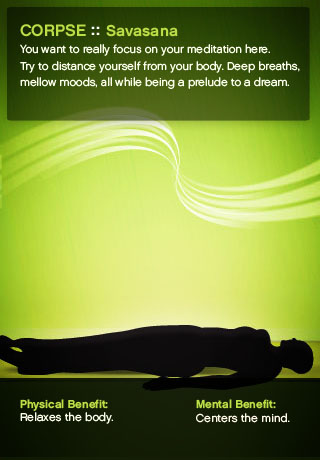 CORPSE :: Savasana
You want to really focus on your meditation here.
Try to distance yourself from your body. Deep breaths,
mellow moods, all while being a prelude to a dream.
Physical Benefit:
Relaxes the body.
Mental Benefit:
Centers the mind.